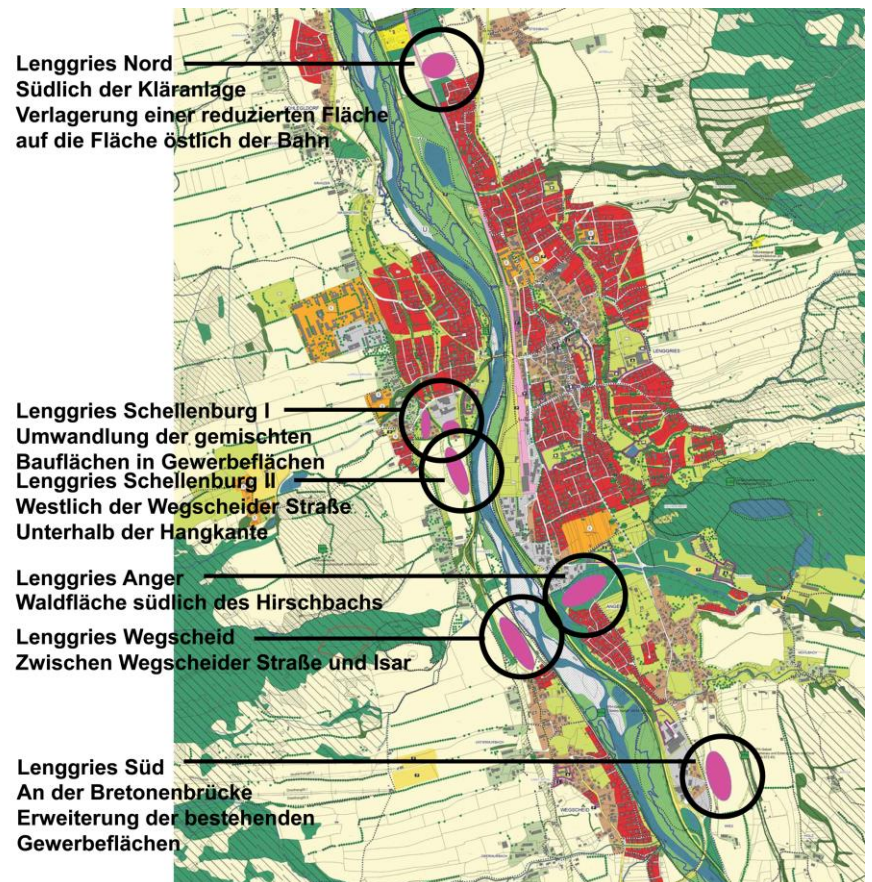 Lenggries Nord
Südlich der Kläranlage
Verlagerung einer reduzierten Fläche
auf die Fläche östlich der Bahn
Lenggries Schellenburg I
Umwandlung der gemischten
Bauflächen in Gewerbeflächen
Lenggries Schellenburg II
Westlich der Wegscheider Straße
Unterhalb der Hangkante
Lenggries Anger
Waldfläche südlich des Hirschbachs
Lenggries Wegscheid
Zwischen Wegscheider Straße und Isar
Lenggries Süd
An der Bretonenbrücke
Erweiterung der bestehenden
Gewerbeflächen
LENGGRIES
WEGSCHEID